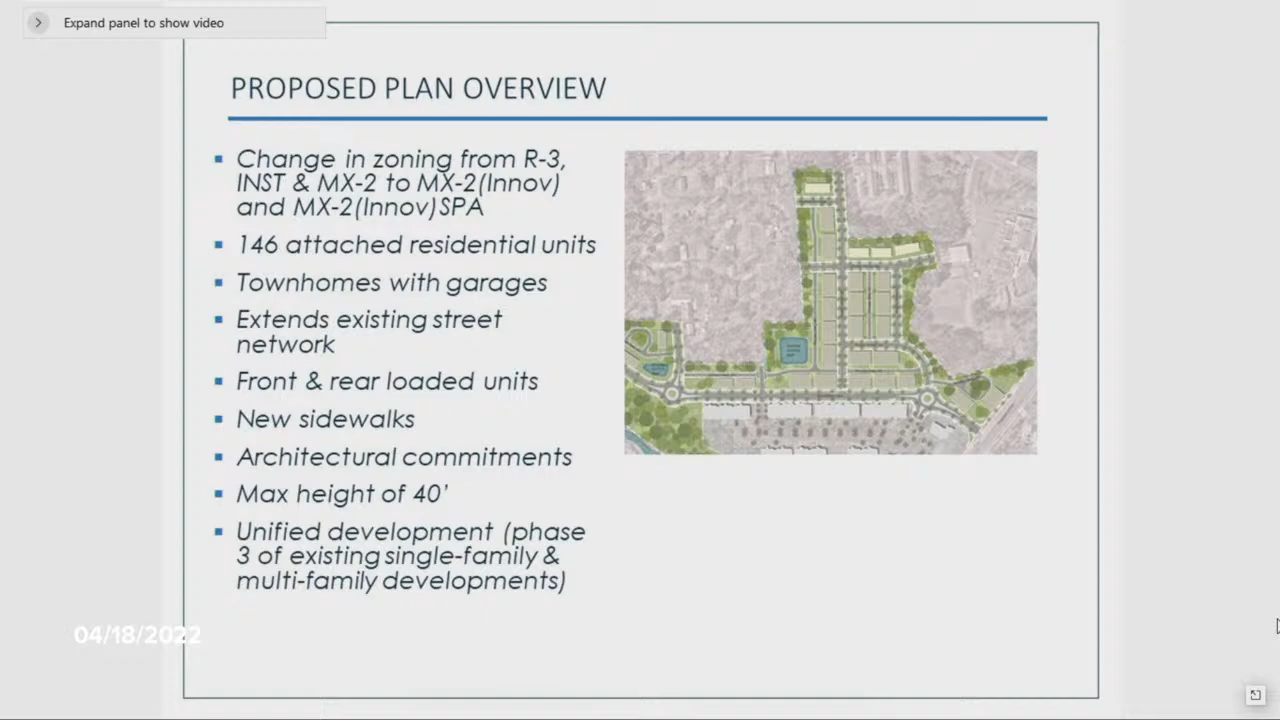 Expand panel to show video
PROPOSED PLAN OVERVIEW
Change in zoning from R-3,
INST & MX-2 to MX-2(Innov)
and MX-2(Innov)SPA
146 attached residential units
Townhomes with garages
Extends existing street
network
Front & rear loaded units
New sidewalks
Architectural commitments
Max height of 40'
Unified development (phase
3 of existing single-family &
multi-family developments)
04/18/2022